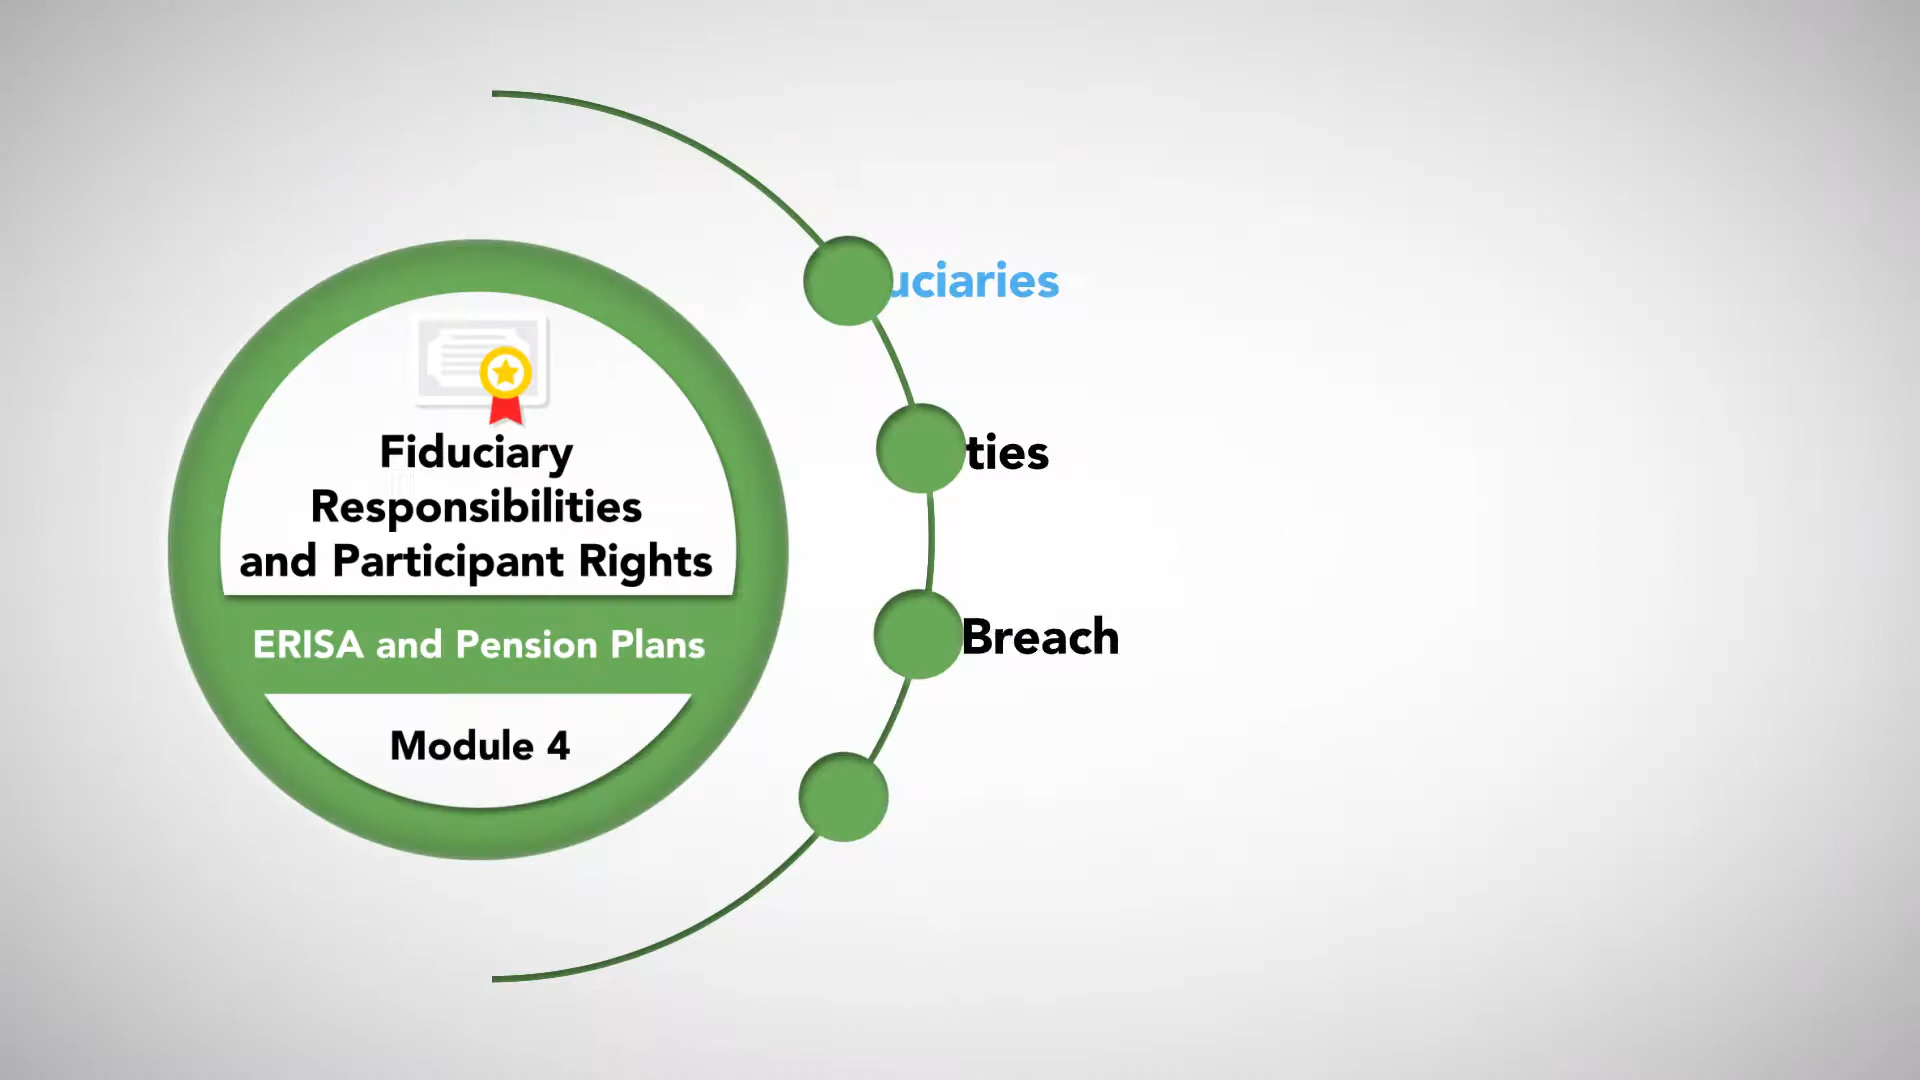 Fiduciary
Responsibilities
and Participant Rights
ERISA and Pension Plans
Module 4
uciaries
ties
Breach